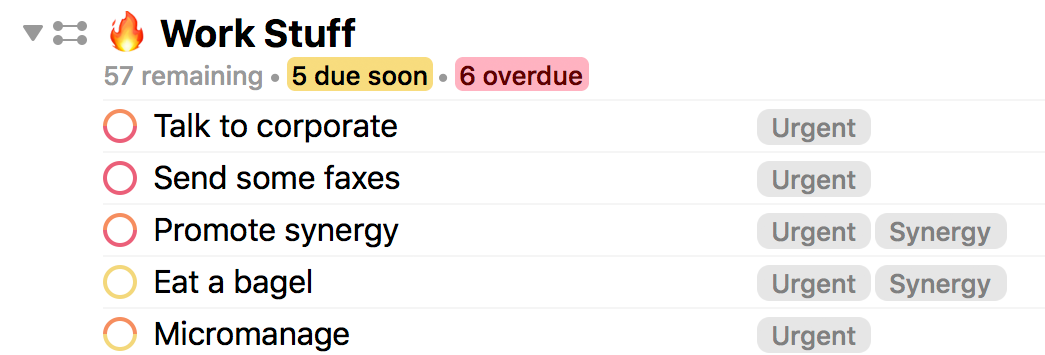 🔥 Work Stuff
57 remaining • 5 due soon • 6 overdue
Talk to corporate Urgent
Send some faxes Urgent
Promote synergy Urgent Synergy
Eat a bagel Urgent Synergy
Micromanage Urgent